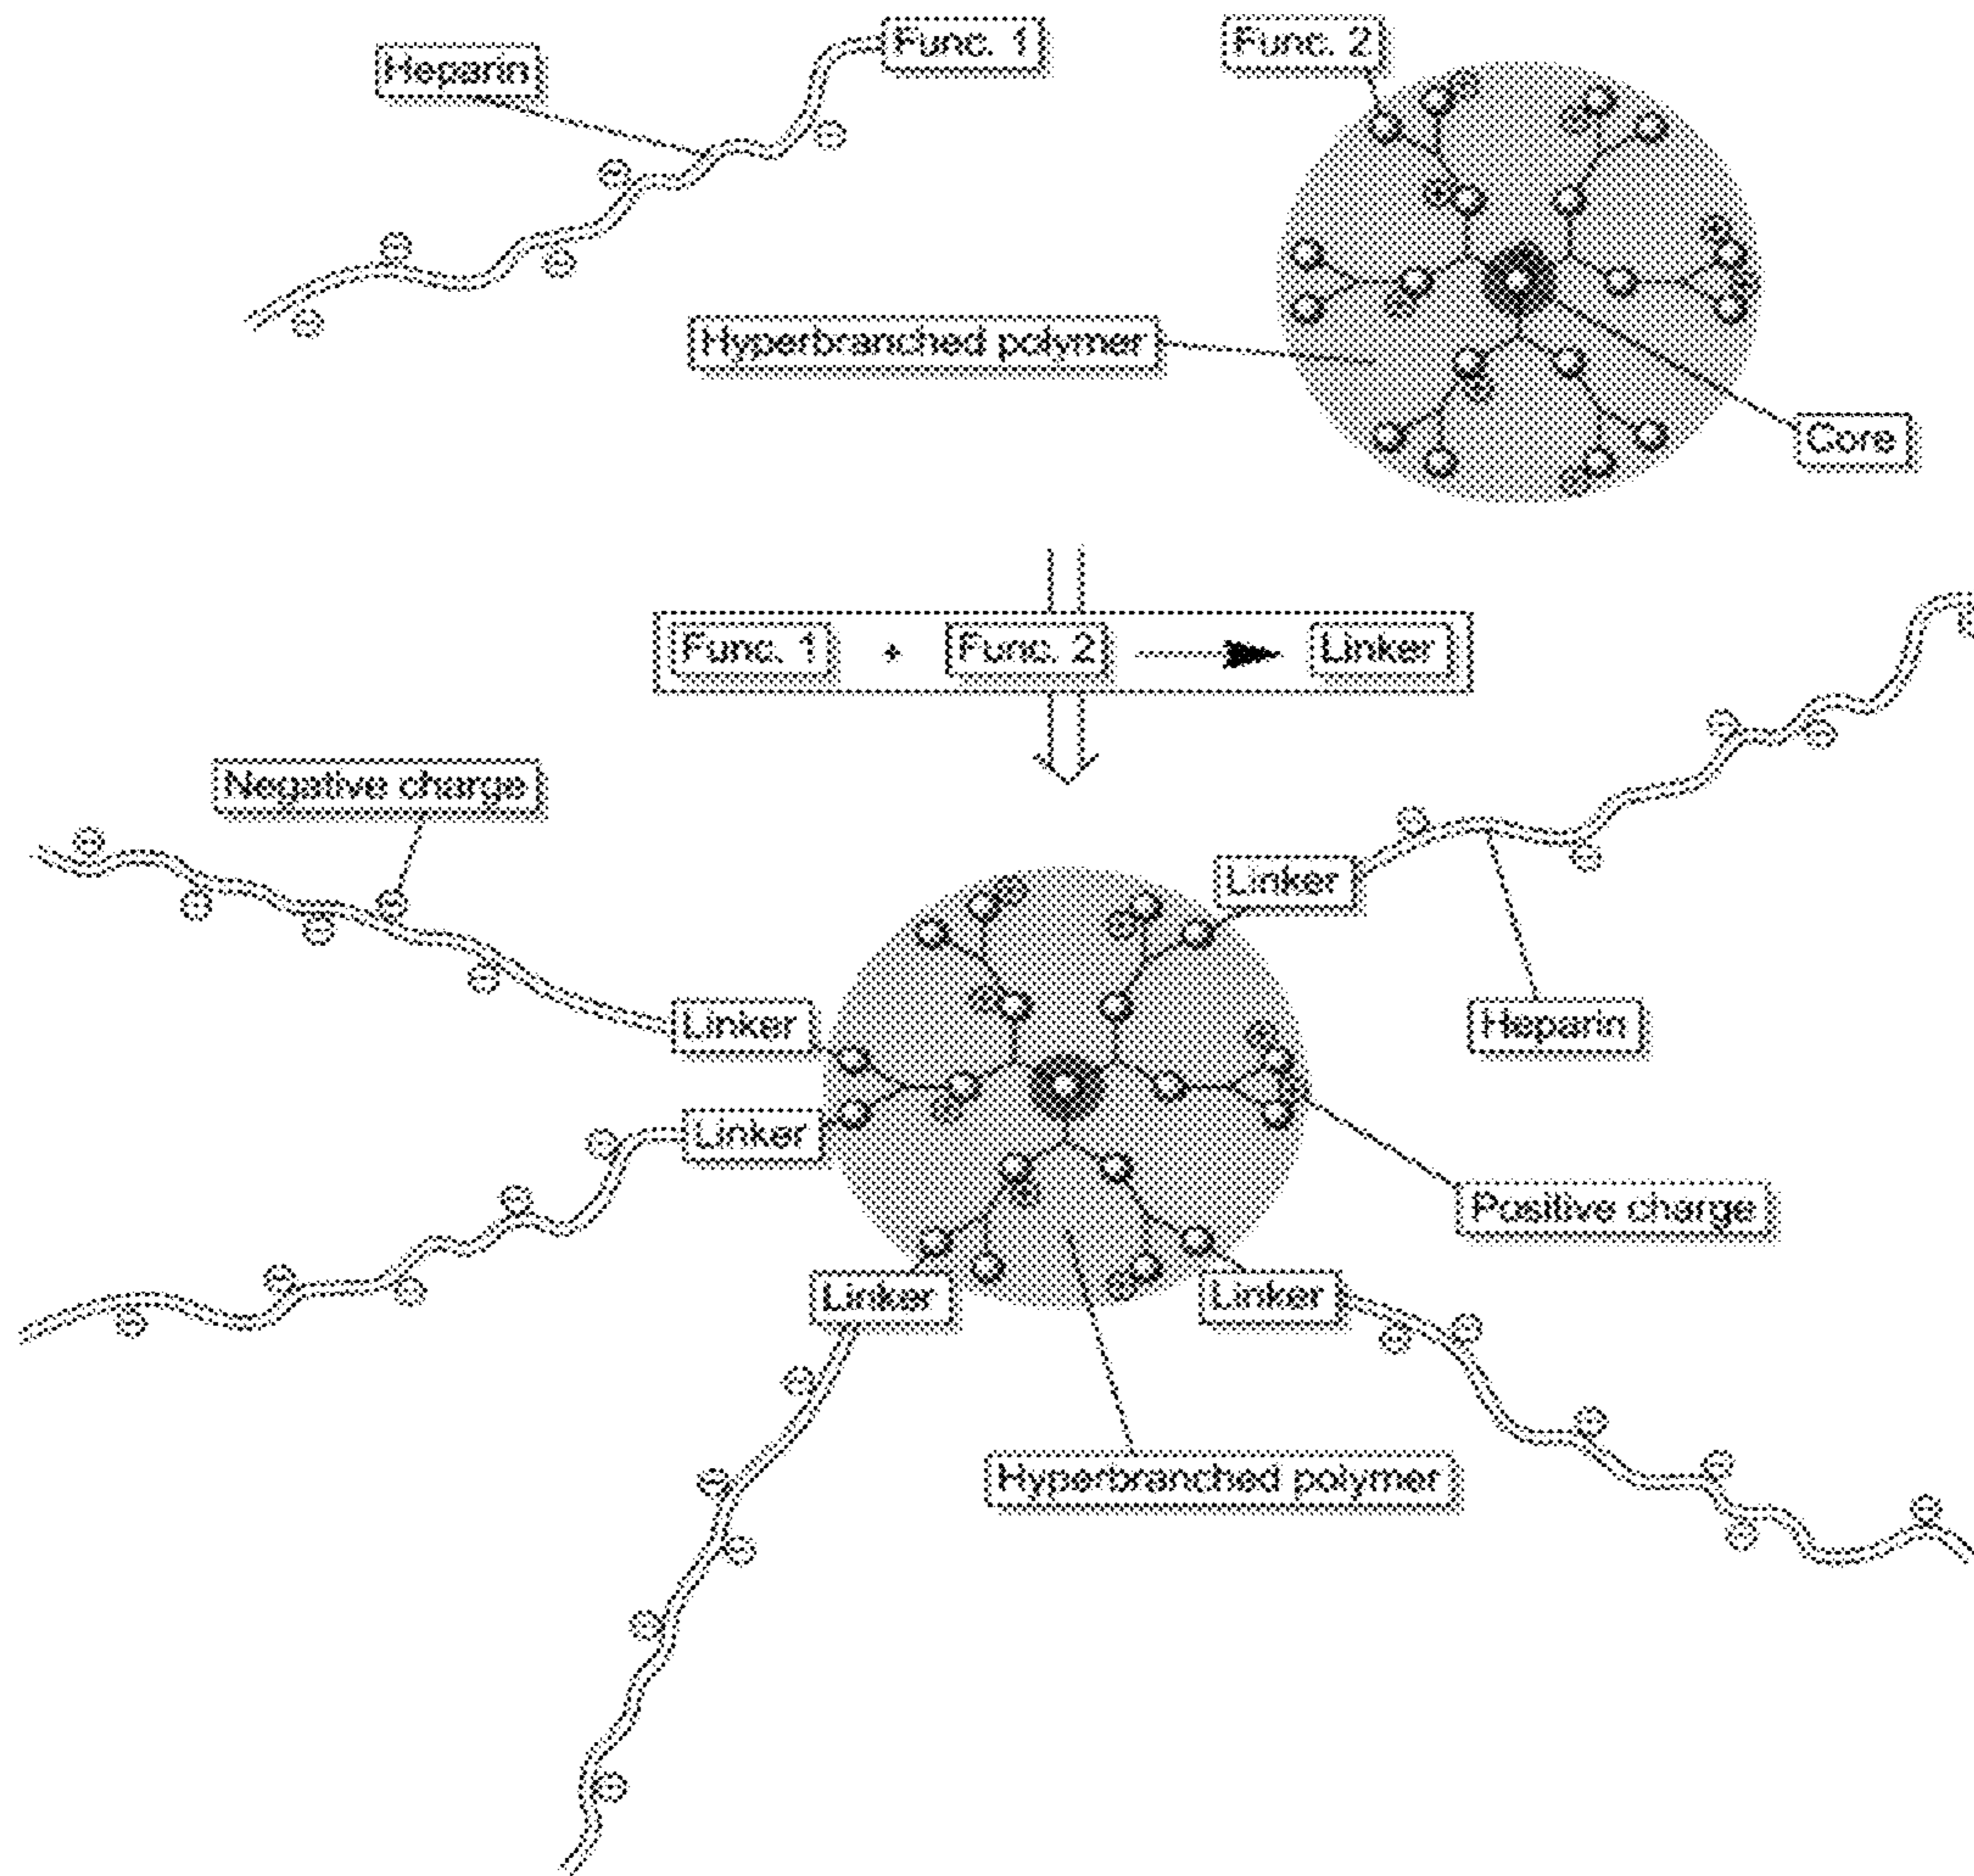 Func. 1
Func. 2
Heparin
Hyperbranched polymer
Core
Func. 1 + Func. 2 Linker
Negative charge
Linker
Linker
Heparin
Linker
Positive charge
Linker
Linker
Hyperbranched polymer